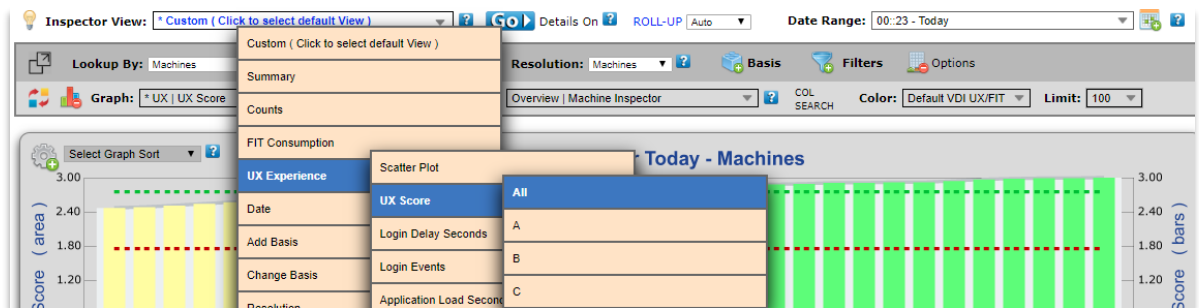 Inspector View: * Custom ( Click to select default View ) ? Go ? Details On ? ROLL-UP Auto Date Range: 00::23 - Today ?
Custom ( Click to select default View )
Lookup By: Machines Resolution: Machines ? Basis Filters Options
Summary
Graph: * UX | UX Score Overview | Machine Inspector ? COL SEARCH Color: Default VDI UX/FIT Limit: 100
Counts
FIT Consumption
Select Graph Sort ? Today - Machines
Scatter Plot
UX Experience
3.00 3.00
UX Score All
Date
2.40 2.40
Login Delay Seconds A
Add Basis
1.80 1.80
B
Login Events
Change Basis
1.20 1.20
C
Application Load
Score ( area )
( bars )